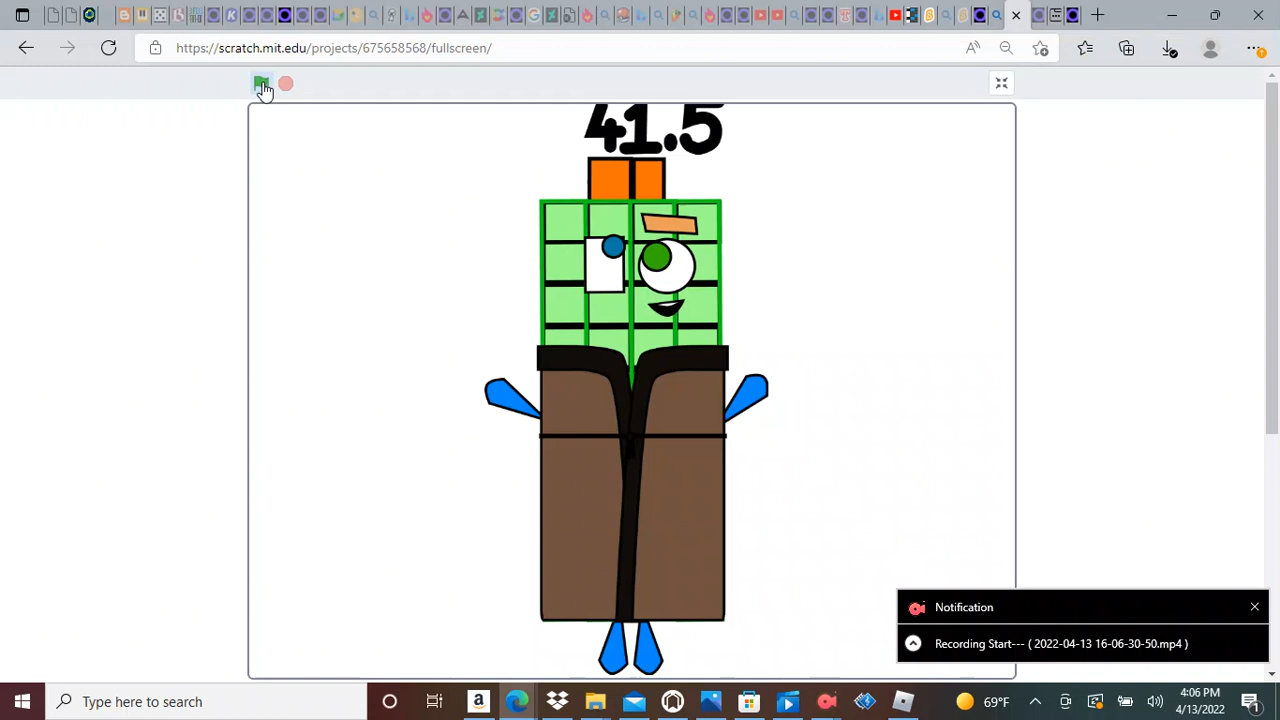 https://scratch.mit.edu/projects/675658568/fullscreen/
41.5
Notification
Recording Start--- ( 2022-04-13 16-06-30-50.mp4 )
Type here to search
69°F
4:06 PM
4/13/2022
1